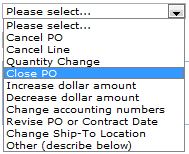 Please select...
Please select...
Cancel PO
Cancel Line
Quantity Change
Close PO
Increase dollar amount
Decrease dollar amount
Change accounting numbers
Revise PO or Contract Date
Change Ship-To Location
Other (describe below)